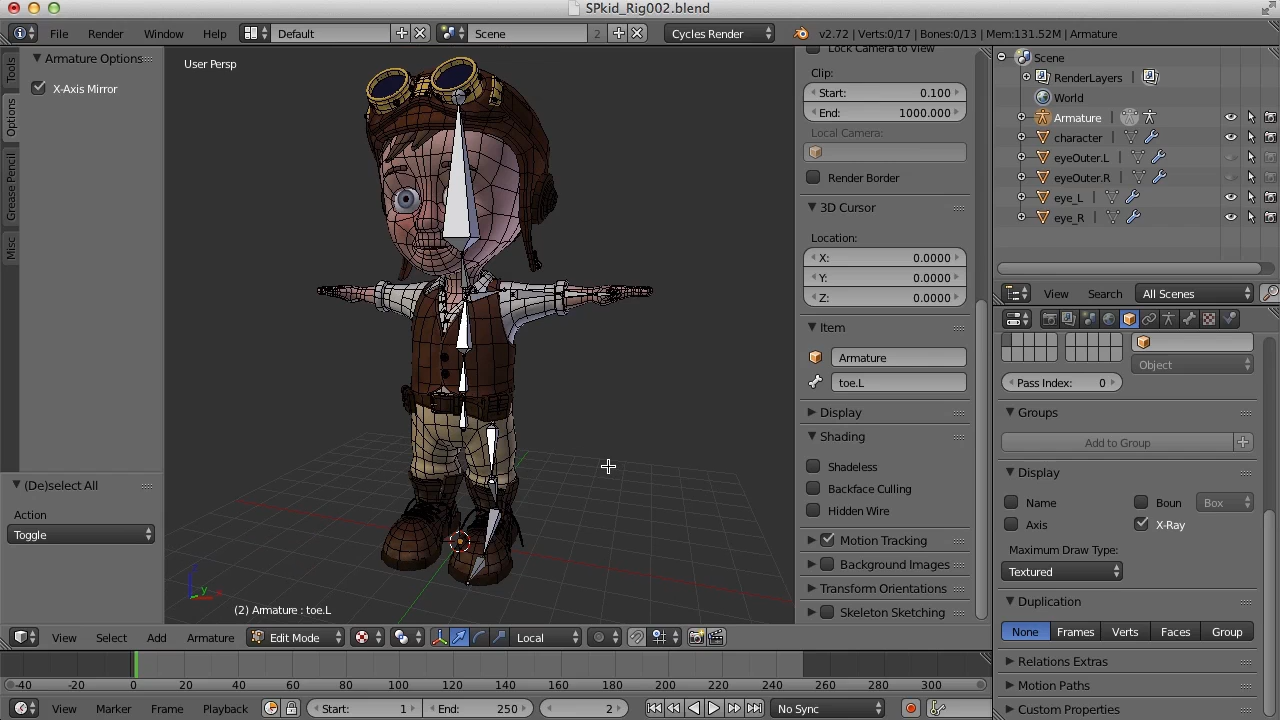 SPkid_Rig002.blend
File Render Window Help Default Scene 2 Cycles Render v2.72 | Verts:0/17 | Bones:0/13 | Mem:131.52M | Armature
Tools
Options
Grease Pencil
Misc
Armature Options
X-Axis Mirror
(De)select All
Action
Toggle
User Persp
(2) Armature : toe.L
z
y
Lock Camera to View
Clip:
Start: 0.100
End: 1000.000
Local Camera:
Render Border
3D Cursor
Location:
X: 0.0000
Y: 0.0000
Z: 0.0000
Item
Armature
toe.L
Display
Shading
Shadeless
Backface Culling
Hidden Wire
Motion Tracking
Background Images
Transform Orientations
Skeleton Sketching
Scene
RenderLayers
World
Armature
character
eyeOuter.L
eyeOuter.R
eye_L
eye_R
View Search All Scenes
Object
Pass Index: 0
Groups
Add to Group
Display
Name Boun Box
Axis X-Ray
Maximum Draw Type:
Textured
Duplication
None Frames Verts Faces Group
Relations Extras
Motion Paths
Custom Properties
View Select Add Armature Edit Mode Local
-40 -20 0 20 40 60 80 100 120 140 160 180 200 220 240 260 280 300
View Marker Frame Playback Start: 1 End: 250 2 No Sync